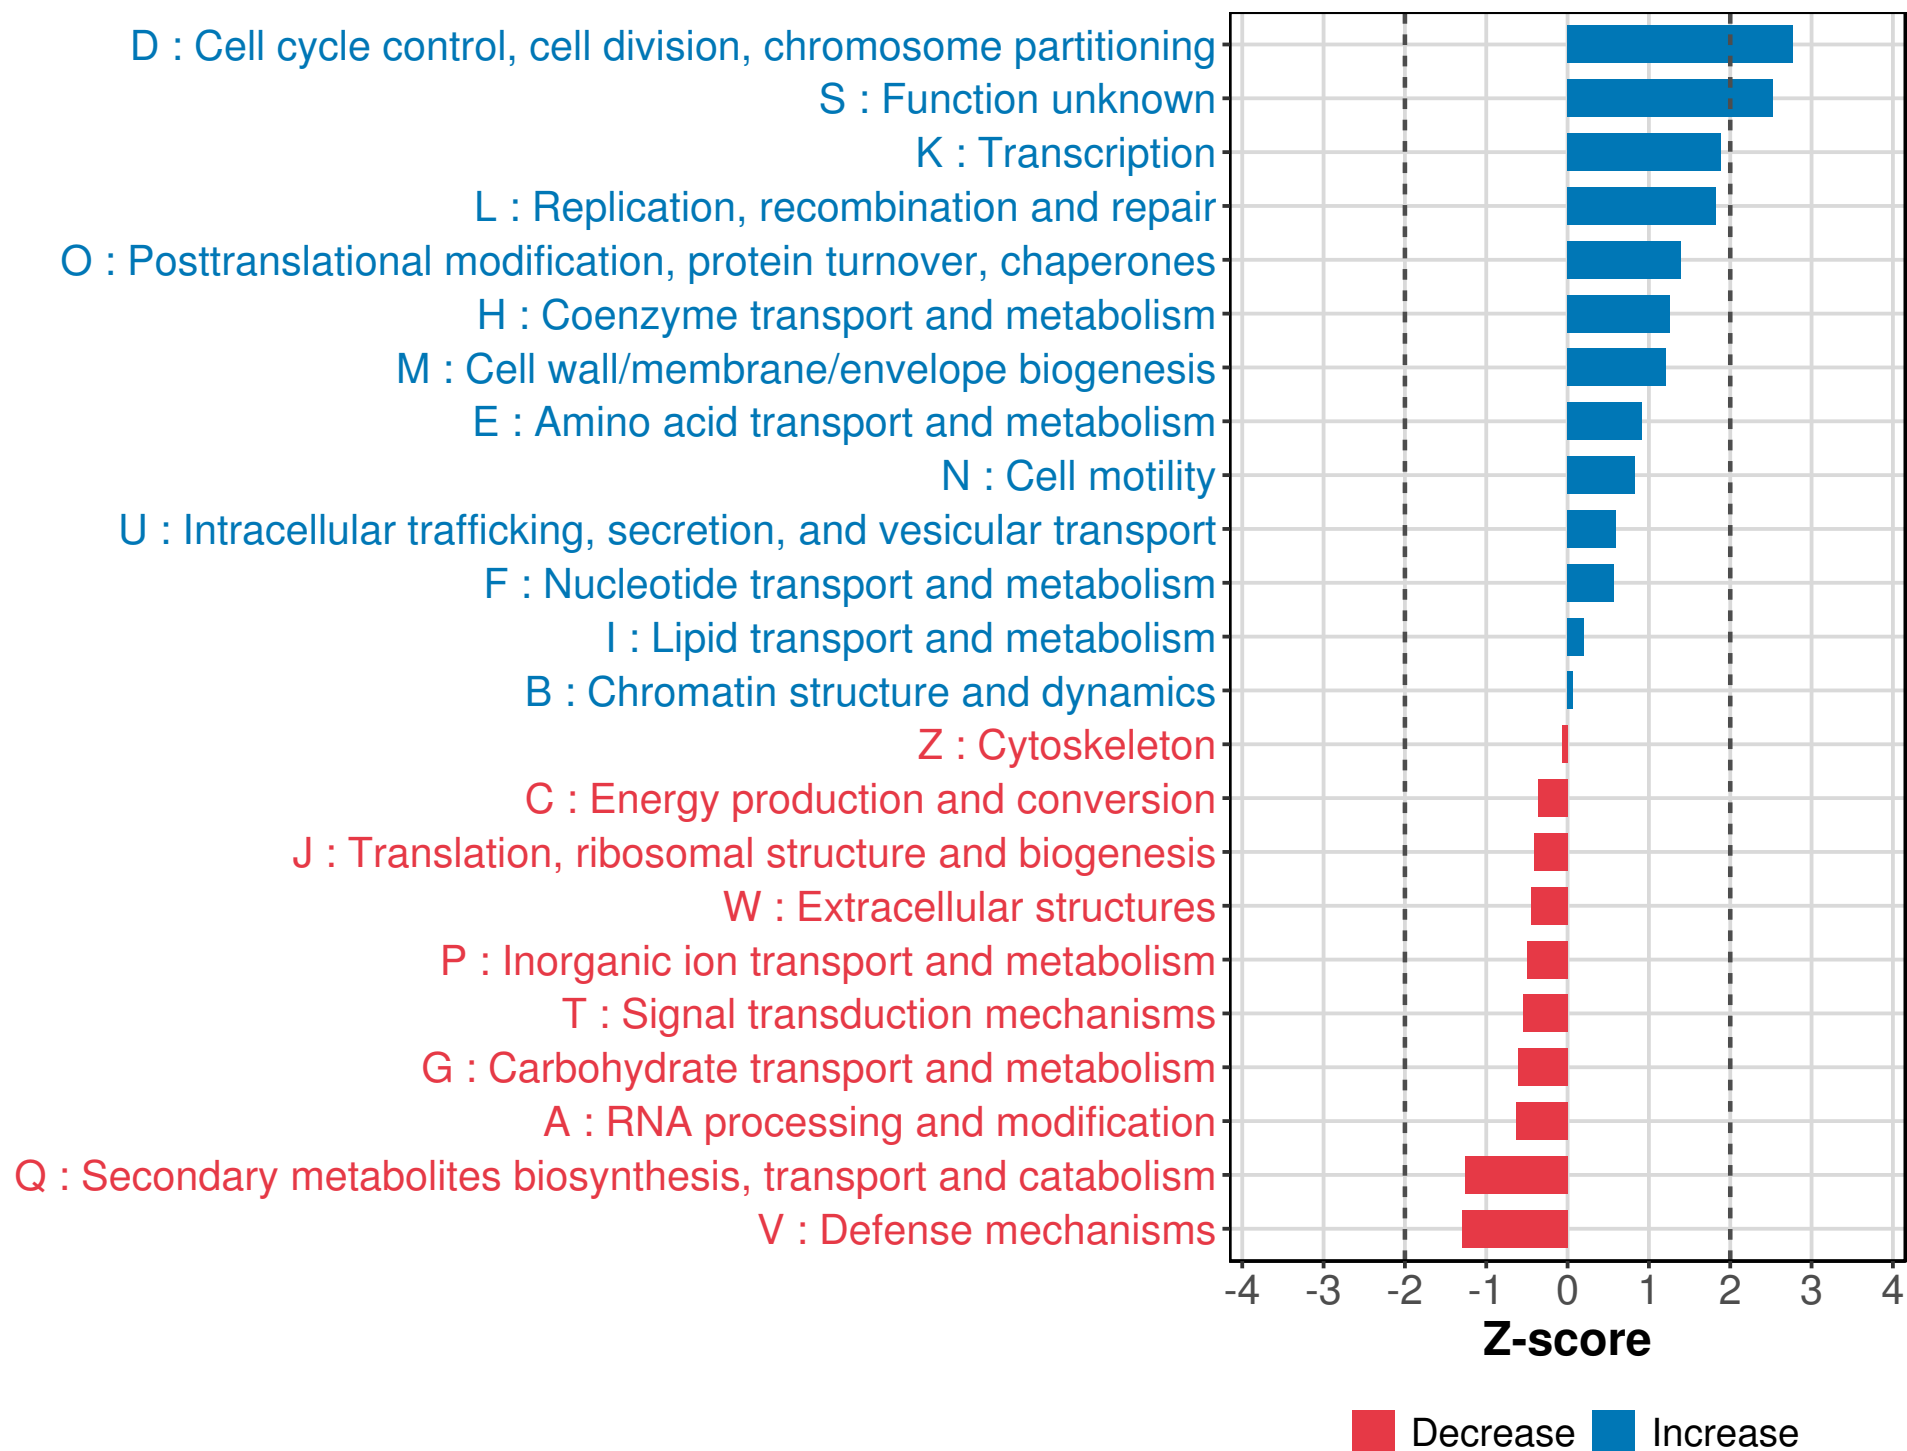 D : Cell cycle control, cell division, chromosome partitioning
S : Function unknown
K : Transcription
L : Replication, recombination and repair
O : Posttranslational modification, protein turnover, chaperones
H : Coenzyme transport and metabolism
M : Cell wall/membrane/envelope biogenesis
E : Amino acid transport and metabolism
N : Cell motility
U : Intracellular trafficking, secretion, and vesicular transport
F : Nucleotide transport and metabolism
I : Lipid transport and metabolism
B : Chromatin structure and dynamics
Z : Cytoskeleton
C : Energy production and conversion
J : Translation, ribosomal structure and biogenesis
W : Extracellular structures
P : Inorganic ion transport and metabolism
T : Signal transduction mechanisms
G : Carbohydrate transport and metabolism
A : RNA processing and modification
Q : Secondary metabolites biosynthesis, transport and catabolism
V : Defense mechanisms
-4 -3 -2 -1 0 1 2 3 4
Z-score
Decrease Increase